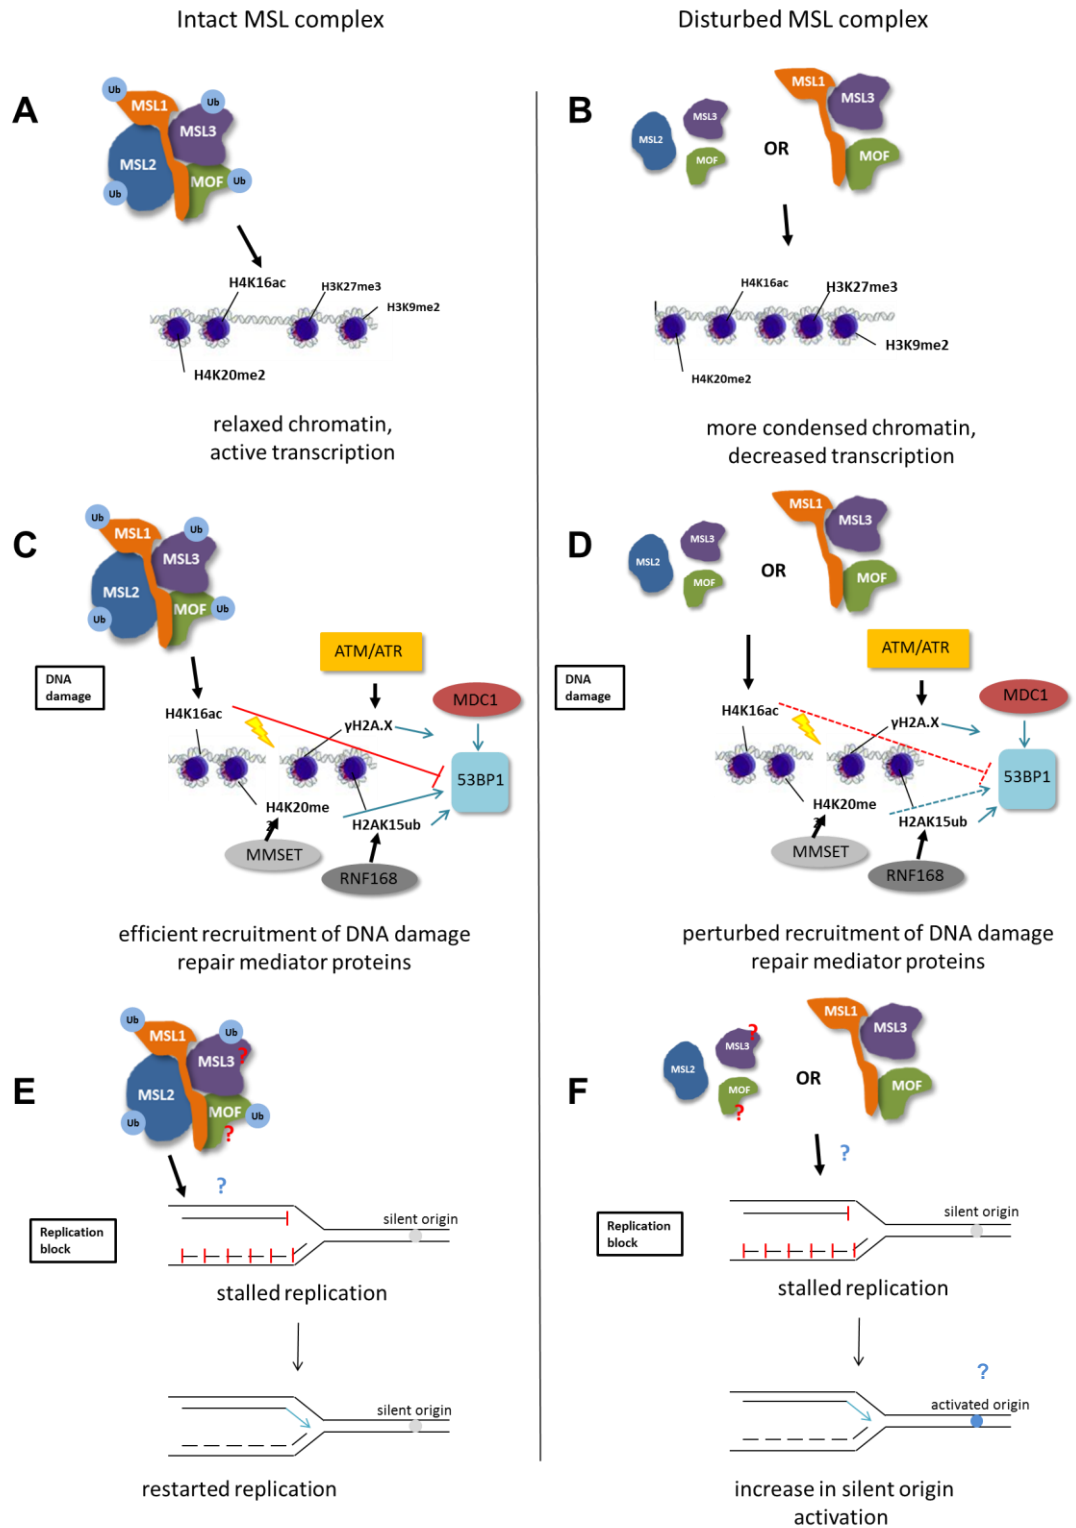 Intact MSL complex
Disturbed MSL complex
A
Ub
MSL1
Ub
MSL3
MSL2
MOF
Ub
Ub
H4K16ac
H3K27me3
H3K9me2
H4K20me2
relaxed chromatin,
active transcription
B
MSL2
MSL3
MOF
OR
MSL1
MSL3
MOF
H4K16ac
H3K27me3
H3K9me2
H4K20me2
more condensed chromatin,
decreased transcription
C
Ub
MSL1
Ub
MSL3
MSL2
MOF
Ub
Ub
DNA
damage
ATM/ATR
MDC1
H4K16ac
γH2A.X
53BP1
H4K20me
2
H2AK15ub
MMSET
RNF168
efficient recruitment of DNA damage
repair mediator proteins
D
MSL2
MSL3
MOF
OR
MSL1
MSL3
MOF
DNA
damage
ATM/ATR
MDC1
H4K16ac
γH2A.X
53BP1
H4K20me
2
H2AK15ub
MMSET
RNF168
perturbed recruitment of DNA damage
repair mediator proteins
E
Ub
MSL1
Ub
MSL3
?
MSL2
MOF
Ub
Ub
?
?
Replication
block
silent origin
stalled replication
silent origin
restarted replication
F
MSL2
MSL3
?
MOF
?
OR
MSL1
MSL3
MOF
?
Replication
block
silent origin
stalled replication
?
activated origin
increase in silent origin
activation